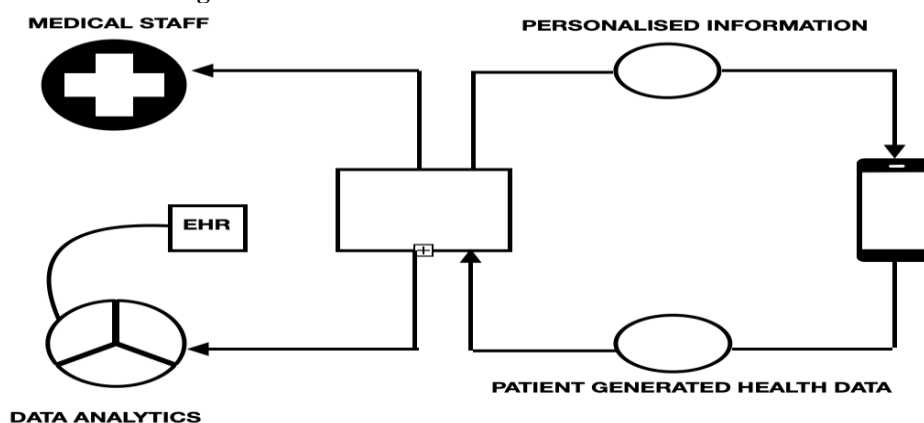 MEDICAL STAFF
PERSONALISED INFORMATION
EHR
PATIENT GENERATED HEALTH DATA
DATA ANALYTICS